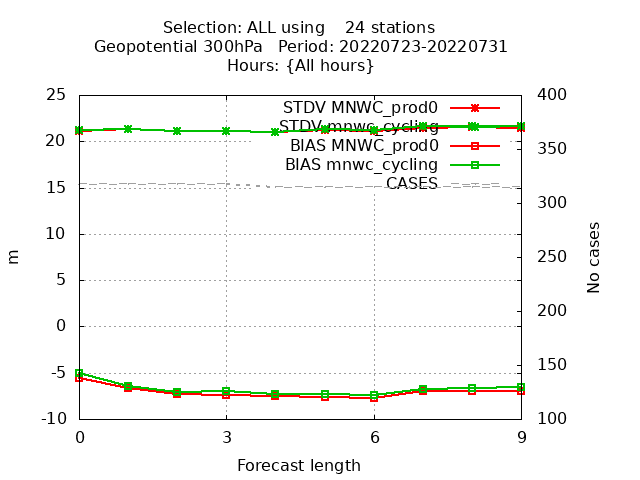 Selection: ALL using 24 stations
Geopotential 300hPa Period: 20220723-20220731
Hours: {All hours}
25
20
15
10
5
0
-5
-10
m
400
350
300
250
200
150
100
No cases
STDV MNWC_prod0
STDV mnwc_cycling
BIAS MNWC_prod0
BIAS mnwc_cycling
CASES
0 3 6 9
Forecast length